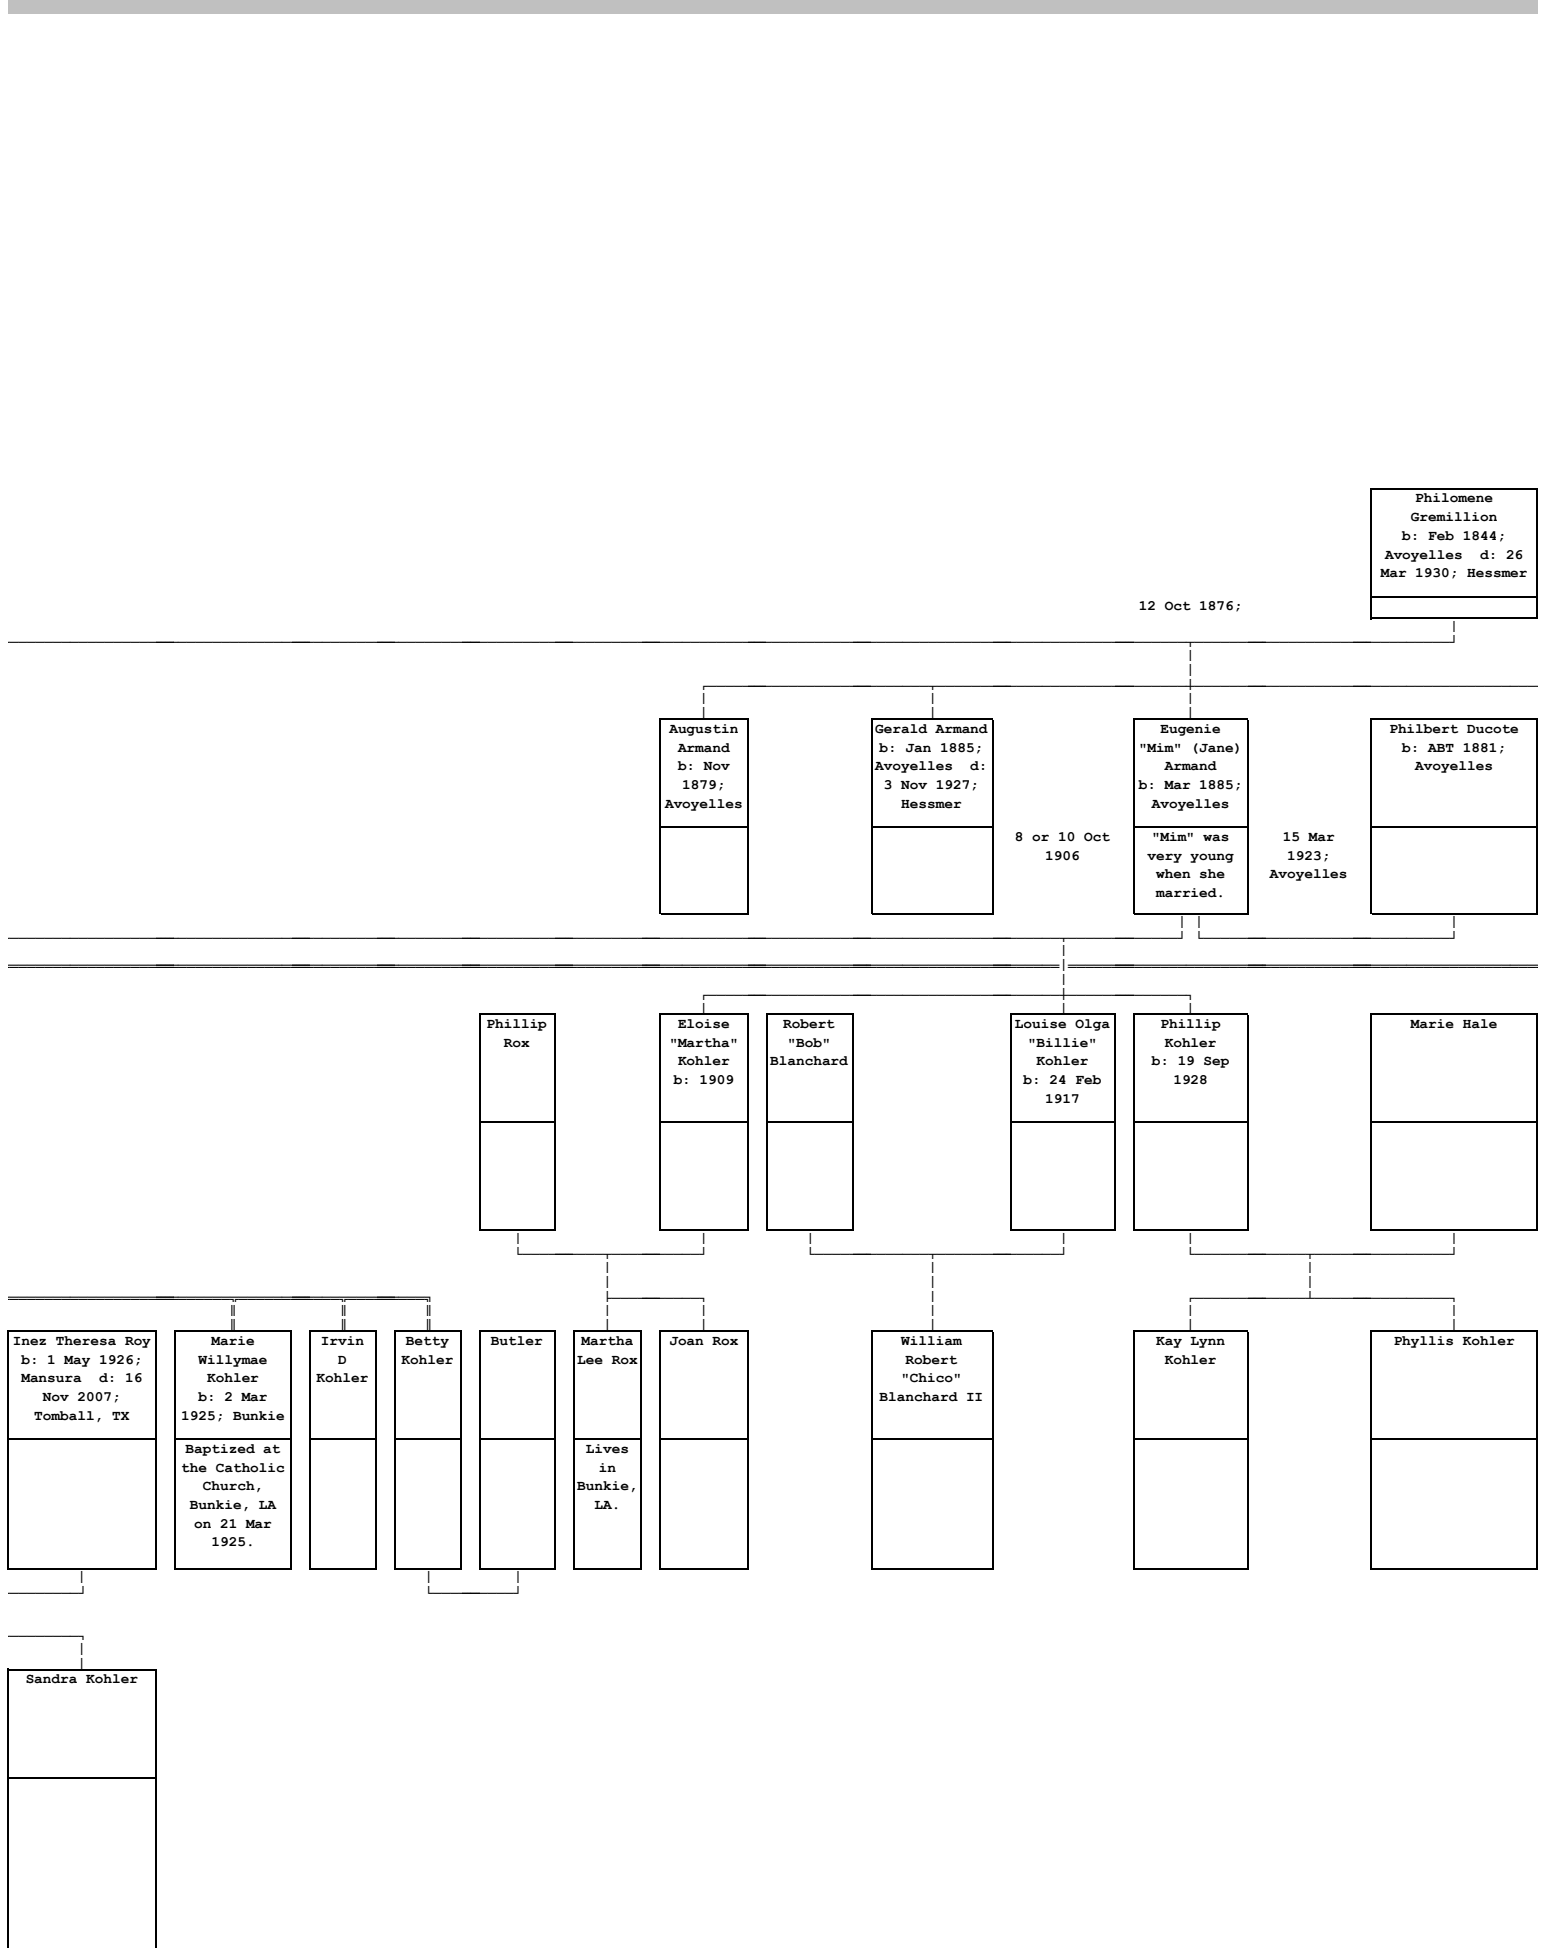 Philomene
Gremillion
b: Feb 1844;
Avoyelles  d: 26
Mar 1930; Hessmer
12 Oct 1876;
Augustin
Armand
b: Nov
1879;
Avoyelles
Gerald Armand
b: Jan 1885;
Avoyelles  d:
3 Nov 1927;
Hessmer
8 or 10 Oct
1906
Eugenie
"Mim" (Jane)
Armand
b: Mar 1885;
Avoyelles
"Mim" was
very young
when she
married.
15 Mar
1923;
Avoyelles
Philbert Ducote
b: ABT 1881;
Avoyelles
Phillip
Rox
Eloise
"Martha"
Kohler
b: 1909
Robert
"Bob"
Blanchard
Louise Olga
"Billie"
Kohler
b: 24 Feb
1917
Phillip
Kohler
b: 19 Sep
1928
Marie Hale
Inez Theresa Roy
b: 1 May 1926;
Mansura  d: 16
Nov 2007;
Tomball, TX
Marie
Willymae
Kohler
b: 2 Mar
1925; Bunkie
Baptized at
the Catholic
Church,
Bunkie, LA
on 21 Mar
1925.
Irvin
D
Kohler
Betty
Kohler
Butler
Martha
Lee Rox
Lives
in
Bunkie,
LA.
Joan Rox
William
Robert
"Chico"
Blanchard II
Kay Lynn
Kohler
Phyllis Kohler
Sandra Kohler